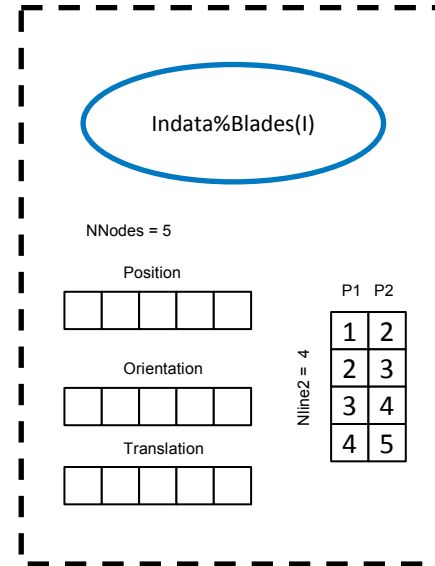 Indata%Blades(I)
NNodes = 5
Position
Orientation
Translation
P1 P2
Nline2 = 4
1 2
2 3
3 4
4 5